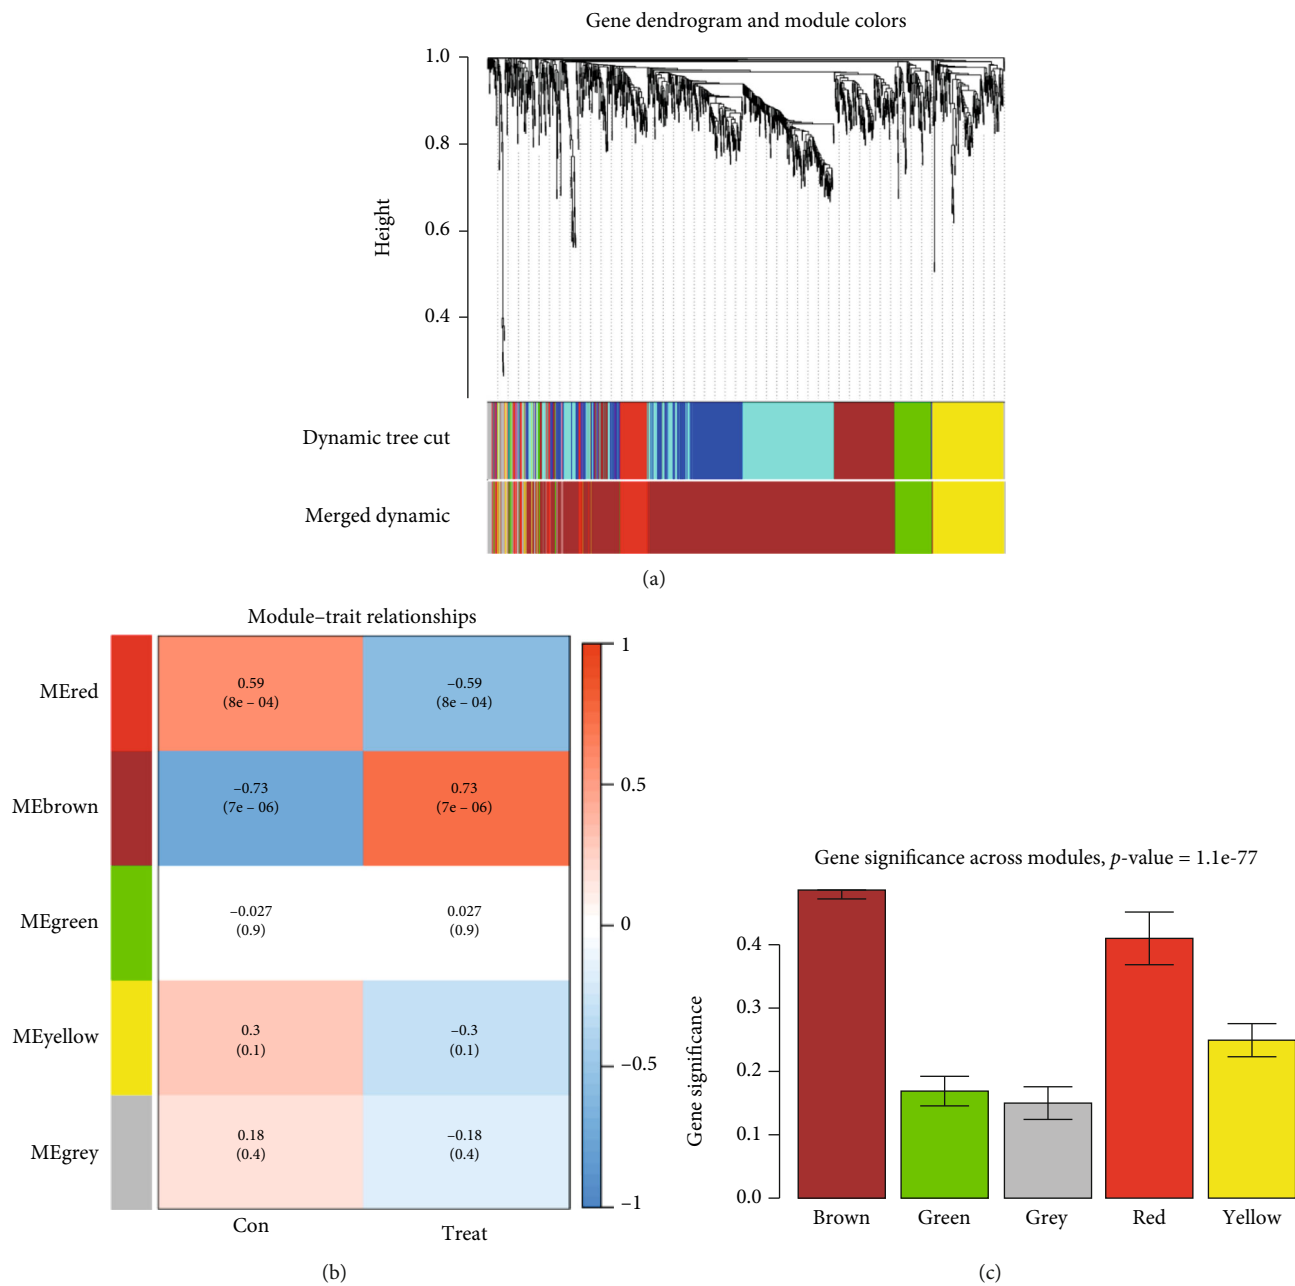 Gene dendrogram and module colors
1.0
0.8
0.6
0.4
Height
Dynamic tree cut
Merged dynamic
(a)
Module–trait relationships
MEred
0.59
(8e – 04)
–0.59
(8e – 04)
MEbrown
–0.73
(7e – 06)
0.73
(7e – 06)
MEgreen
–0.027
(0.9)
0.027
(0.9)
MEyellow
0.3
(0.1)
–0.3
(0.1)
MEgrey
0.18
(0.4)
–0.18
(0.4)
Con
Treat
1
0.5
0
–0.5
–1
(b)
Gene significance across modules, p-value = 1.1e-77
Gene significance
0.4
0.3
0.2
0.1
0.0
Brown
Green
Grey
Red
Yellow
(c)